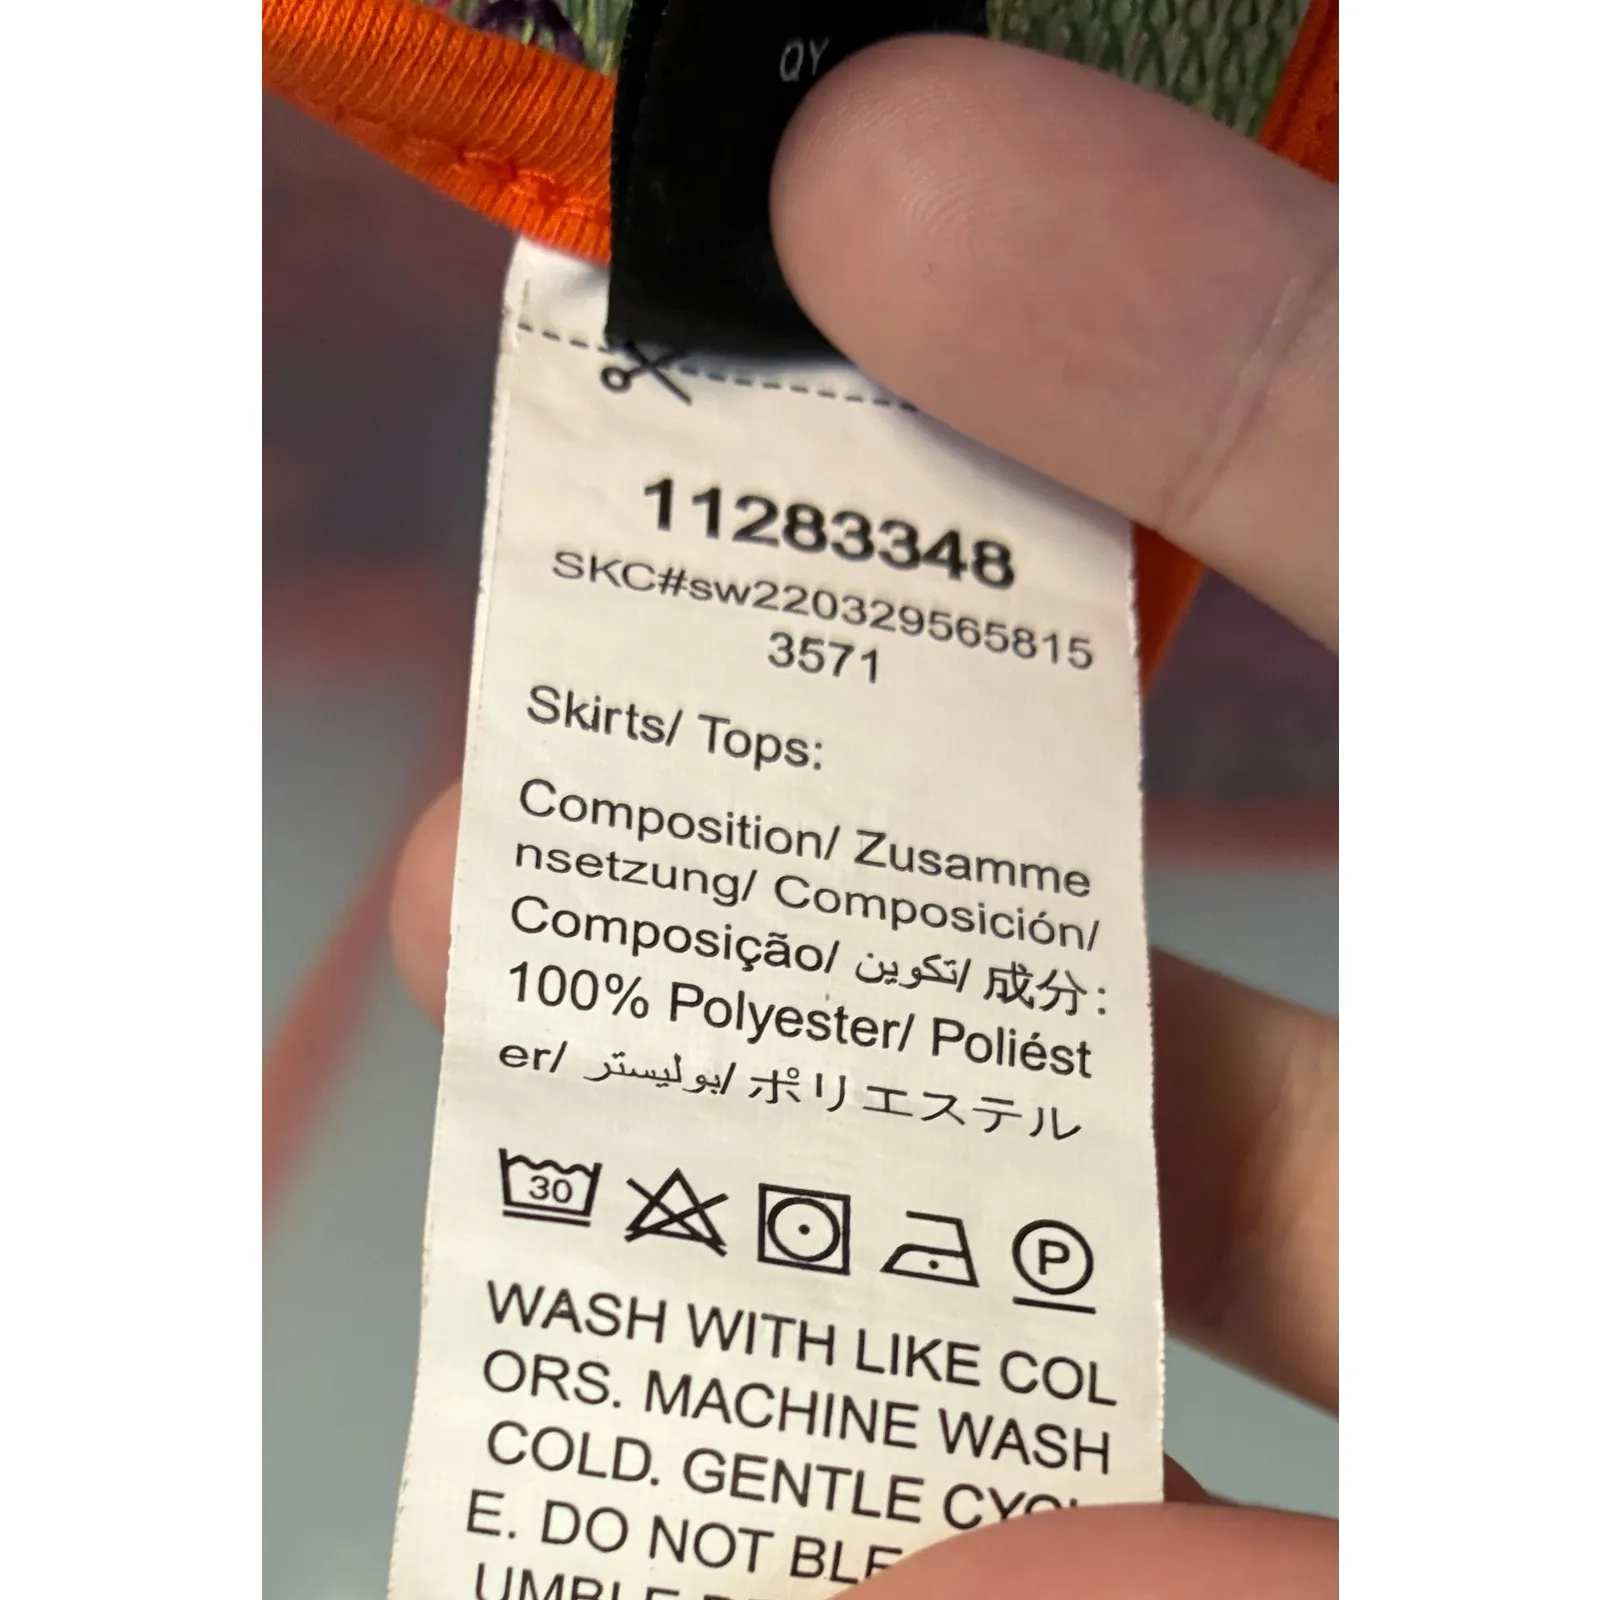 QY
11283348
SKC#sw220329565815
3571
Skirts/ Tops:
Composition/ Zusamme
nsetzung/ Composición/
Composição/ تكوين/ 成分:
100% Polyester/ Poliést
er/ بوليستر/ ポリエステル
30
P
WASH WITH LIKE COL
ORS. MACHINE WASH
COLD. GENTLE
E. DO NOT